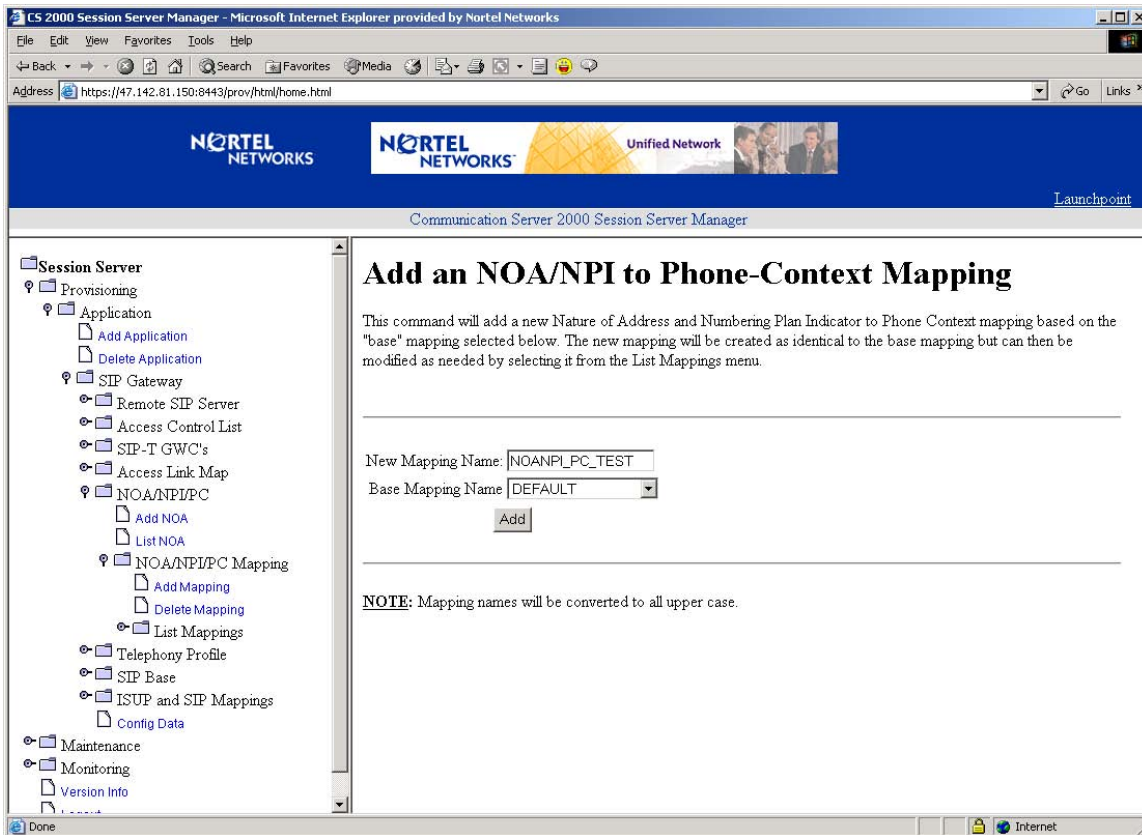 CS 2000 Session Server Manager - Microsoft Internet Explorer provided by Nortel Networks
File Edit View Favorites Tools Help
Back Search Favorites Media
Address https://47.142.81.150:8443/prov/html/home.html Go Links »
NORTEL NETWORKS
NORTEL NETWORKS™ Unified Network
Launchpoint
Communication Server 2000 Session Server Manager
Session Server
Provisioning
Application
Add Application
Delete Application
SIP Gateway
Remote SIP Server
Access Control List
SIP-T GWC's
Access Link Map
NOA/NPI/PC
Add NOA
List NOA
NOA/NPI/PC Mapping
Add Mapping
Delete Mapping
List Mappings
Telephony Profile
SIP Base
ISUP and SIP Mappings
Config Data
Maintenance
Monitoring
Version Info
Add an NOA/NPI to Phone-Context Mapping
This command will add a new Nature of Address and Numbering Plan Indicator to Phone Context mapping based on the
"base" mapping selected below. The new mapping will be created as identical to the base mapping but can then be
modified as needed by selecting it from the List Mappings menu.
New Mapping Name: NOANPI_PC_TEST
Base Mapping Name DEFAULT
Add
NOTE: Mapping names will be converted to all upper case.
Done Internet